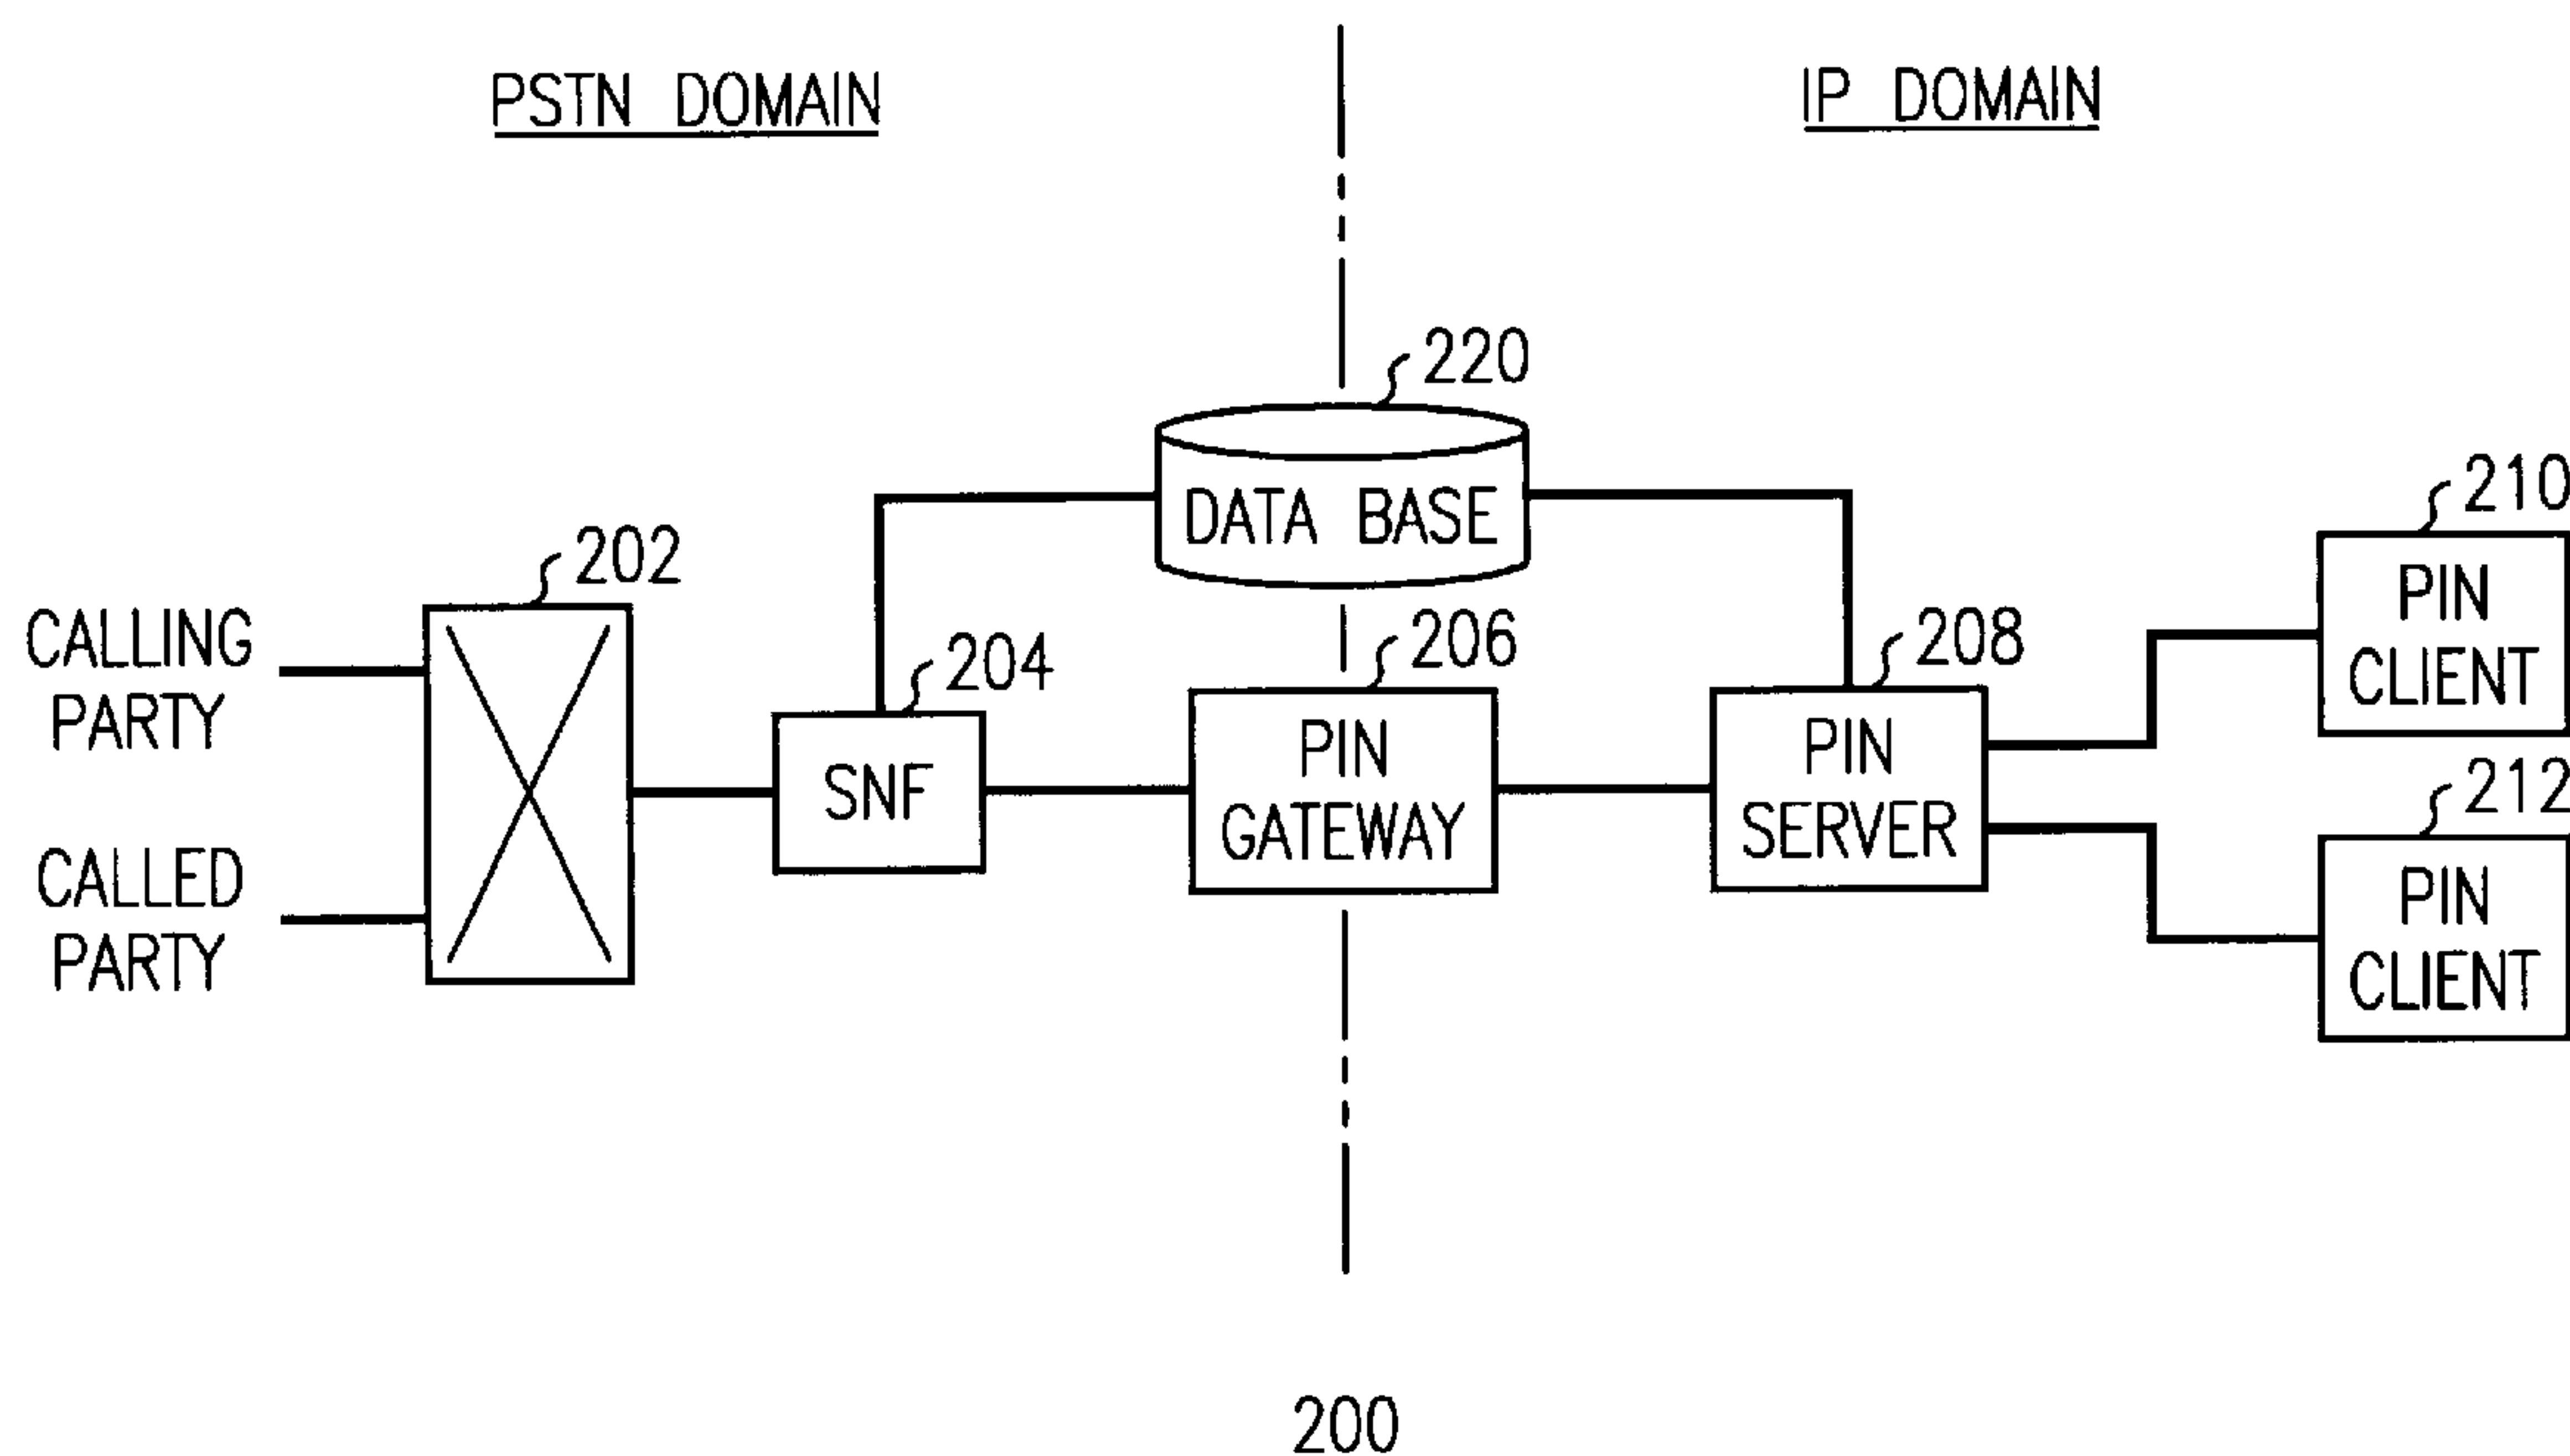 PSTN DOMAIN
IP DOMAIN
220
DATA BASE
202
CALLING
PARTY
CALLED
PARTY
204
SNF
206
PIN
GATEWAY
208
PIN
SERVER
210
PIN
CLIENT
212
PIN
CLIENT
200